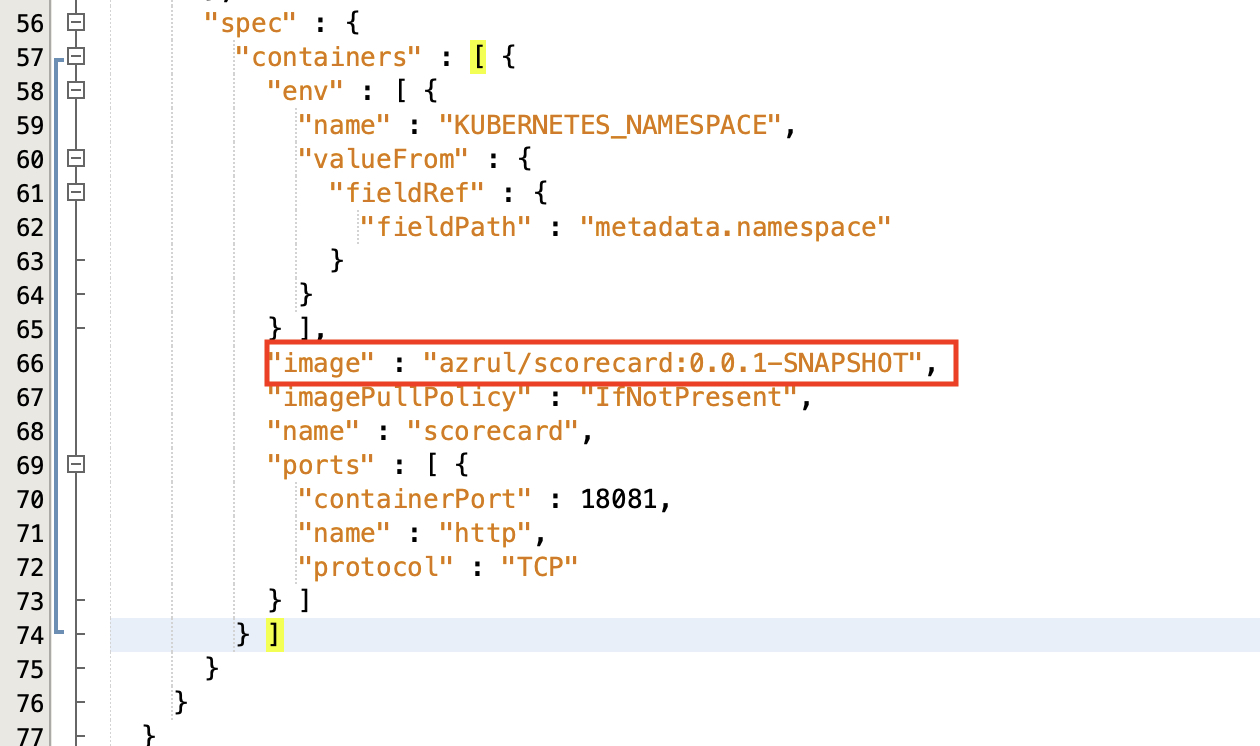 56 "spec" : {
57 "containers" : [ {
58 "env" : [ {
59 "name" : "KUBERNETES_NAMESPACE",
60 "valueFrom" : {
61 "fieldRef" : {
62 "fieldPath" : "metadata.namespace"
63 }
64 }
65 } ],
66 "image" : "azrul/scorecard:0.0.1-SNAPSHOT",
67 "imagePullPolicy" : "IfNotPresent",
68 "name" : "scorecard",
69 "ports" : [ {
70 "containerPort" : 18081,
71 "name" : "http",
72 "protocol" : "TCP"
73 } ]
74 } ]
75 }
76 }
77 }